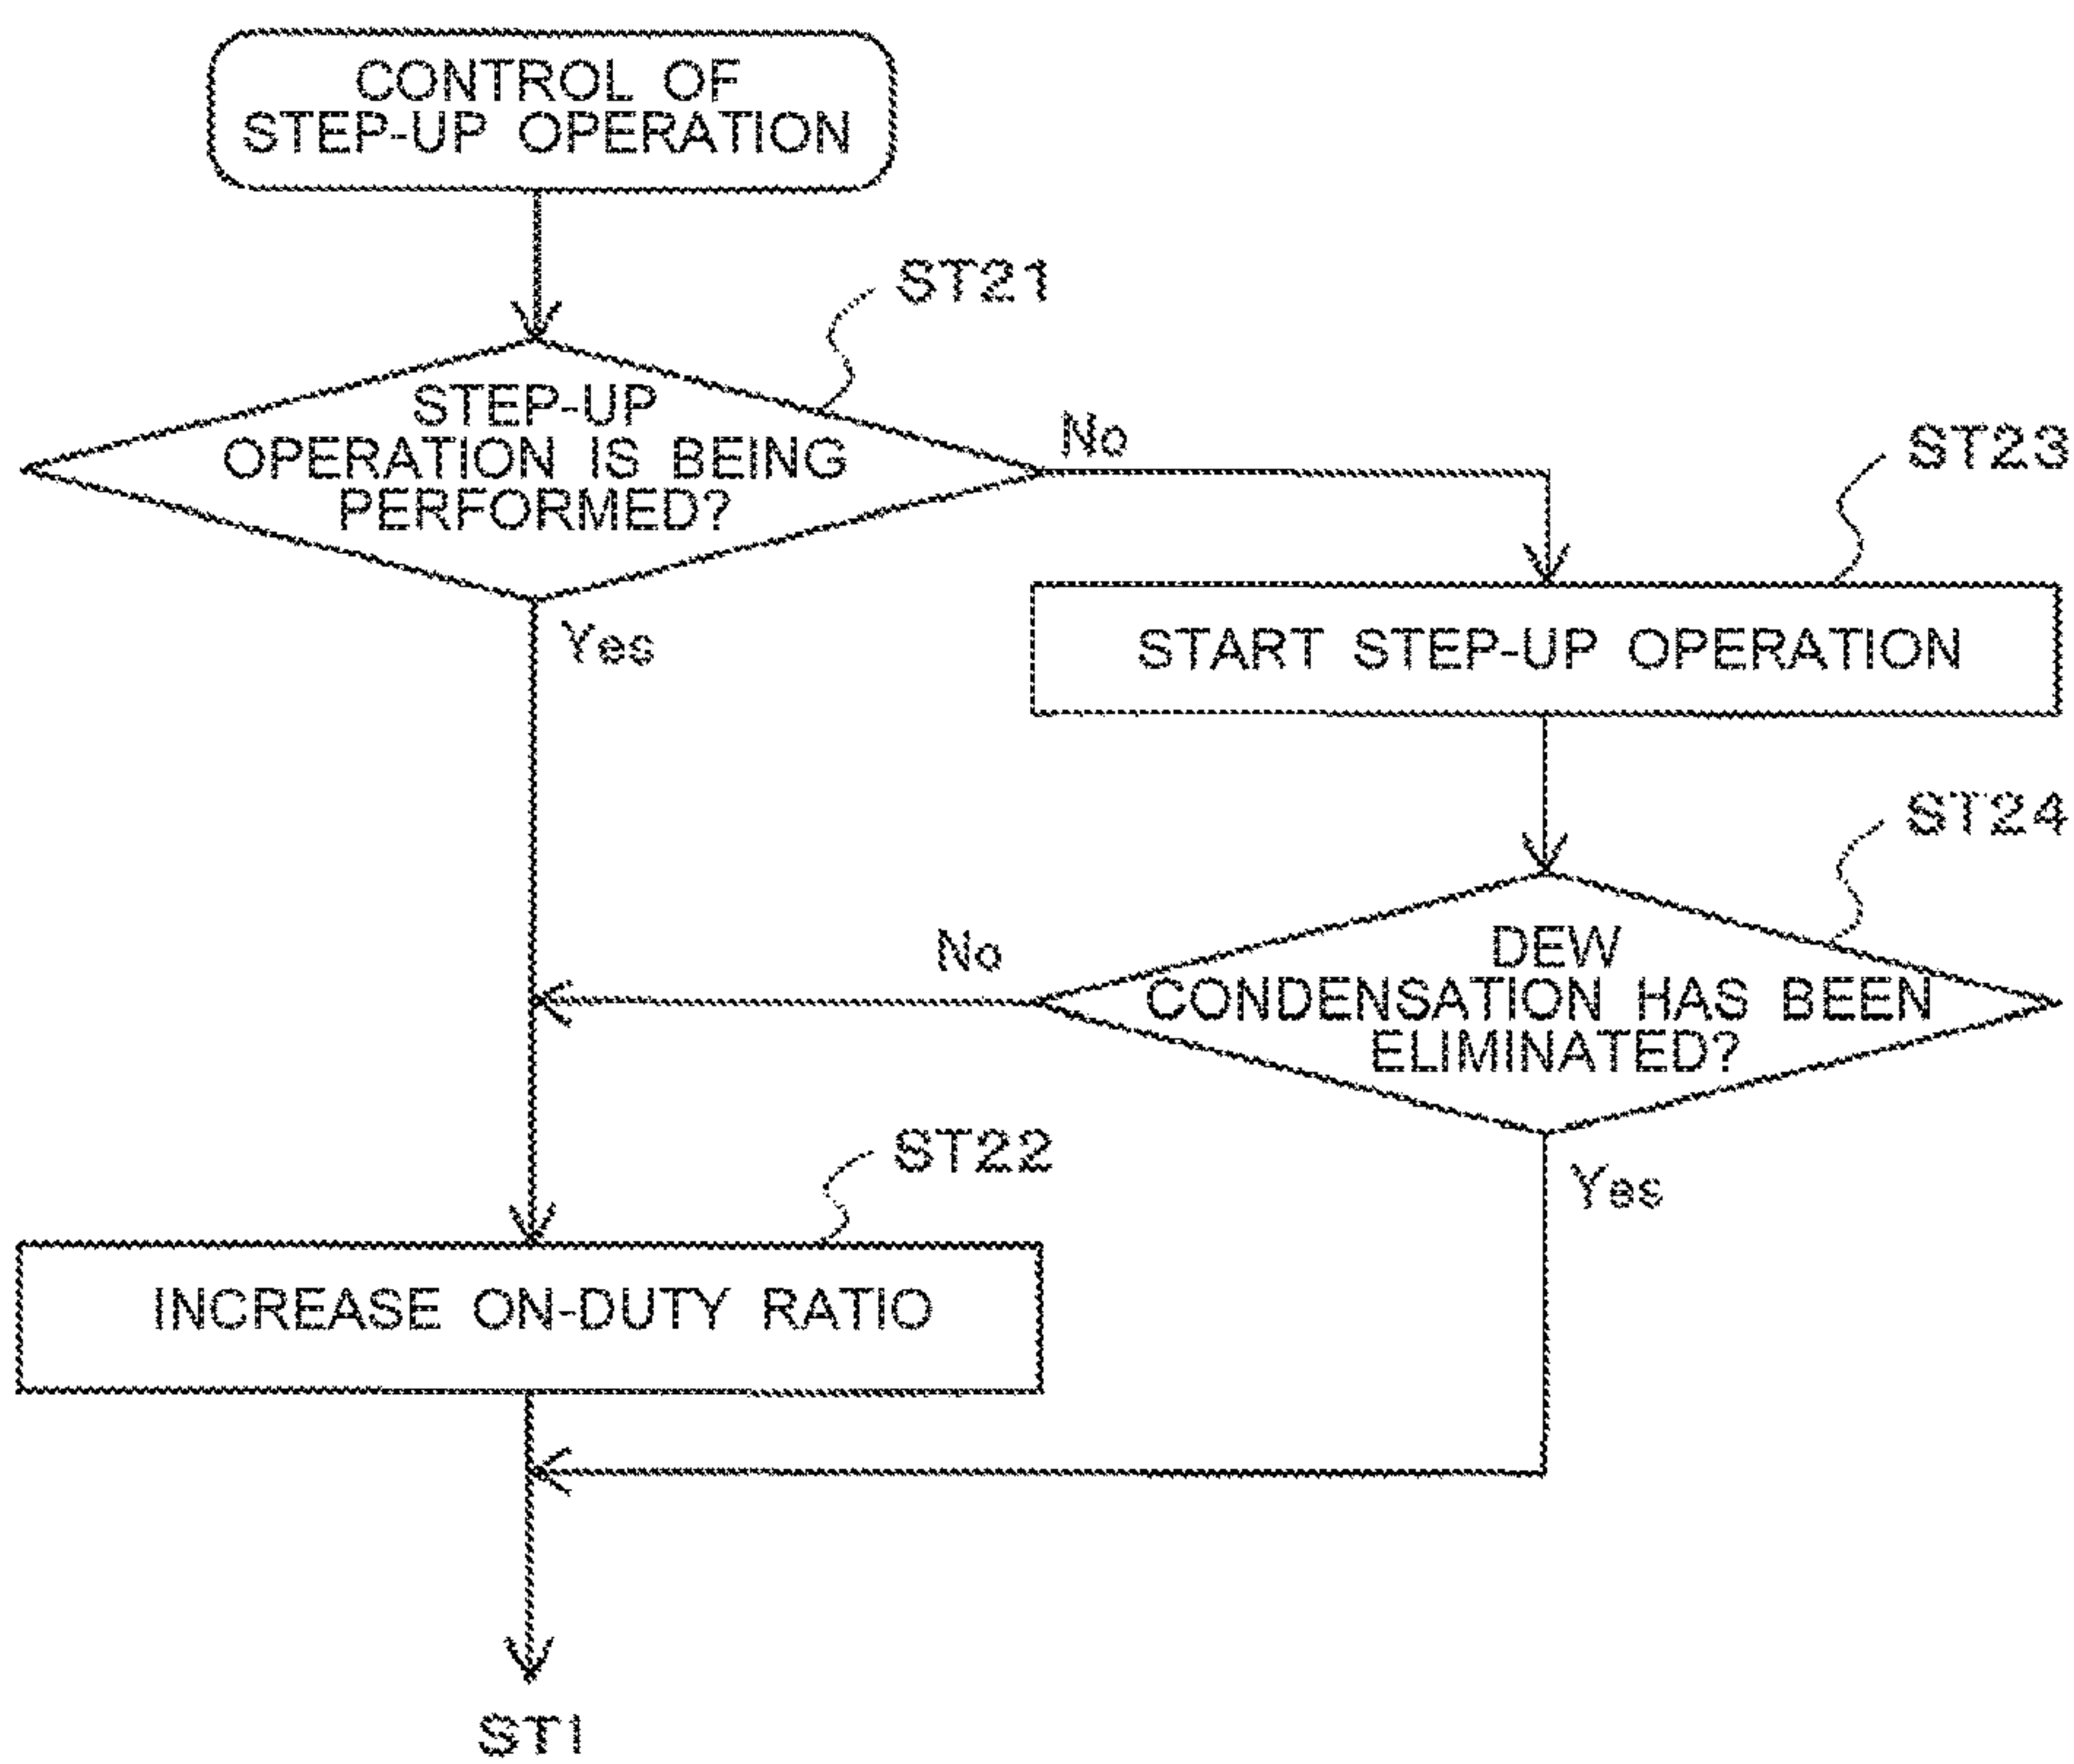 CONTROL OF
STEP-UP OPERATION
ST21
STEP-UP
OPERATION IS BEING
PERFORMED?
No
Yes
ST23
START STEP-UP OPERATION
ST24
DEW
CONDENSATION HAS BEEN
ELIMINATED?
No
Yes
ST22
INCREASE ON-DUTY RATIO
ST1